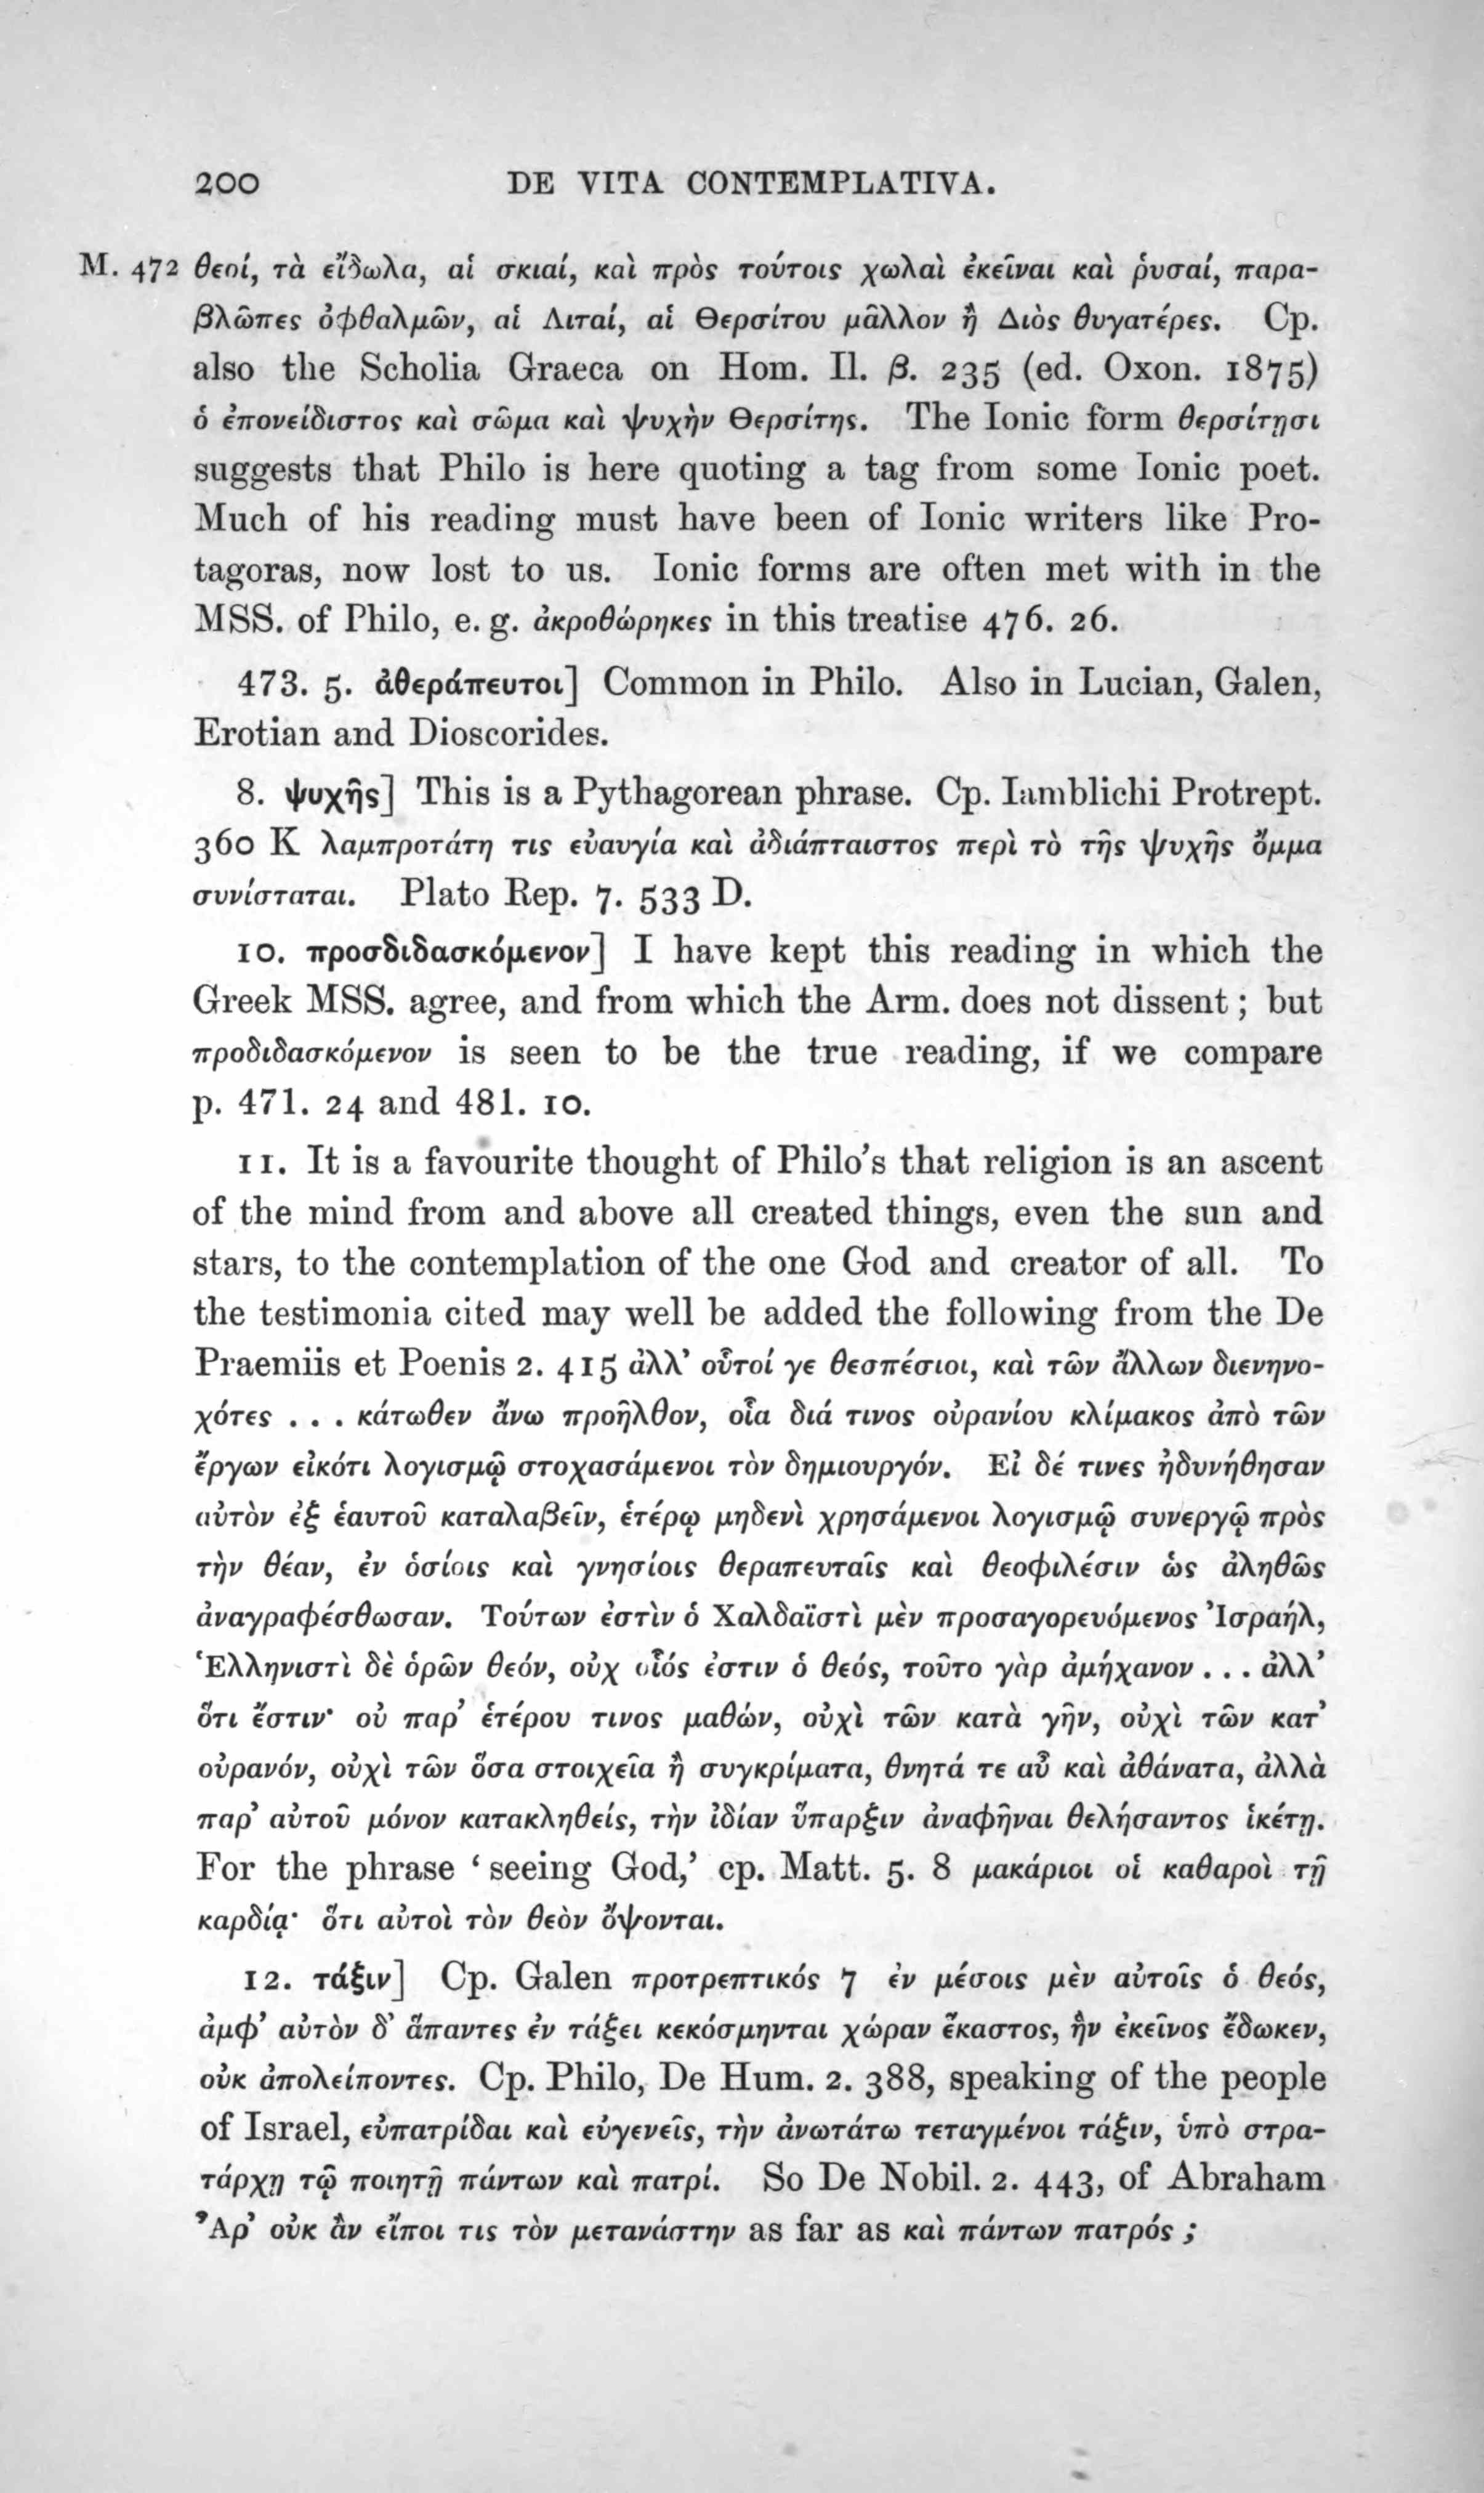 200 DE VITA CONTEMPLATIVA.
M. 472 θεοί, τὰ εἴδωλα, αἱ σκιαί, καὶ πρὸς τούτοις χωλαὶ ἐκεῖναι καὶ ῥυσαί, παρα-
βλῶπες ὀφθαλμῶν, αἱ Λιταί, αἱ Θερσίτου μᾶλλον ἢ Διὸς θυγατέρες. Cp.
also the Scholia Graeca on Hom. Il. β. 235 (ed. Oxon. 1875)
ὁ ἐπονείδιστος καὶ σῶμα καὶ ψυχὴν Θερσίτης. The Ionic form θερσίτῃσι
suggests that Philo is here quoting a tag from some Ionic poet.
Much of his reading must have been of Ionic writers like Pro-
tagoras, now lost to us. Ionic forms are often met with in the
MSS. of Philo, e. g. ἀκροθώρηκες in this treatise 476. 26.
473. 5. ἀθεράπευτοι] Common in Philo. Also in Lucian, Galen,
Erotian and Dioscorides.
8. ψυχῆς] This is a Pythagorean phrase. Cp. Iamblichi Protrept.
360 K λαμπροτάτη τις εὐαυγία καὶ ἀδιάπταιστος περὶ τὸ τῆς ψυχῆς ὄμμα
συνίσταται. Plato Rep. 7. 533 D.
10. προσδιδασκόμενον] I have kept this reading in which the
Greek MSS. agree, and from which the Arm. does not dissent; but
προδιδασκόμενον is seen to be the true reading, if we compare
p. 471. 24 and 481. 10.
11. It is a favourite thought of Philo's that religion is an ascent
of the mind from and above all created things, even the sun and
stars, to the contemplation of the one God and creator of all. To
the testimonia cited may well be added the following from the De
Praemiis et Poenis 2. 415 ἀλλ' οὗτοί γε θεσπέσιοι, καὶ τῶν ἄλλων διενηνο-
χότες . . . κάτωθεν ἄνω προῆλθον, οἷα διά τινος οὐρανίου κλίμακος ἀπὸ τῶν
ἔργων εἰκότι λογισμῷ στοχασάμενοι τὸν δημιουργόν. Εἰ δέ τινες ἠδυνήθησαν
αὐτὸν ἐξ ἑαυτοῦ καταλαβεῖν, ἑτέρῳ μηδενὶ χρησάμενοι λογισμῷ συνεργῷ πρὸς
τὴν θέαν, ἐν ὁσίοις καὶ γνησίοις θεραπευταῖς καὶ θεοφιλέσιν ὡς ἀληθῶς
ἀναγραφέσθωσαν. Τούτων ἐστὶν ὁ Χαλδαϊστὶ μὲν προσαγορευόμενος Ἰσραήλ,
Ἑλληνιστὶ δὲ ὁρῶν θεόν, οὐχ οἷός ἐστιν ὁ θεός, τοῦτο γὰρ ἀμήχανον . . . ἀλλ'
ὅτι ἔστιν· οὐ παρ' ἑτέρου τινος μαθών, οὐχὶ τῶν κατὰ γῆν, οὐχὶ τῶν κατ'
οὐρανόν, οὐχὶ τῶν ὅσα στοιχεῖα ἢ συγκρίματα, θνητά τε αὖ καὶ ἀθάνατα, ἀλλὰ
παρ' αὐτοῦ μόνον κατακληθείς, τὴν ἰδίαν ὕπαρξιν ἀναφῆναι θελήσαντος ἱκέτῃ.
For the phrase 'seeing God,' cp. Matt. 5. 8 μακάριοι οἱ καθαροὶ τῇ
καρδίᾳ· ὅτι αὐτοὶ τὸν θεὸν ὄψονται.
12. τάξιν] Cp. Galen προτρεπτικός 7 ἐν μέσοις μὲν αὐτοῖς ὁ θεός,
ἀμφ' αὐτὸν δ' ἅπαντες ἐν τάξει κεκόσμηνται χώραν ἕκαστος, ἣν ἐκεῖνος ἔδωκεν,
οὐκ ἀπολείποντες. Cp. Philo, De Hum. 2. 388, speaking of the people
of Israel, εὐπατρίδαι καὶ εὐγενεῖς, τὴν ἀνωτάτω τεταγμένοι τάξιν, ὑπὸ στρα-
τάρχῃ τῷ ποιητῇ πάντων καὶ πατρί. So De Nobil. 2. 443, of Abraham
Ἆρ' οὐκ ἂν εἴποι τις τὸν μετανάστην as far as καὶ πάντων πατρός ;